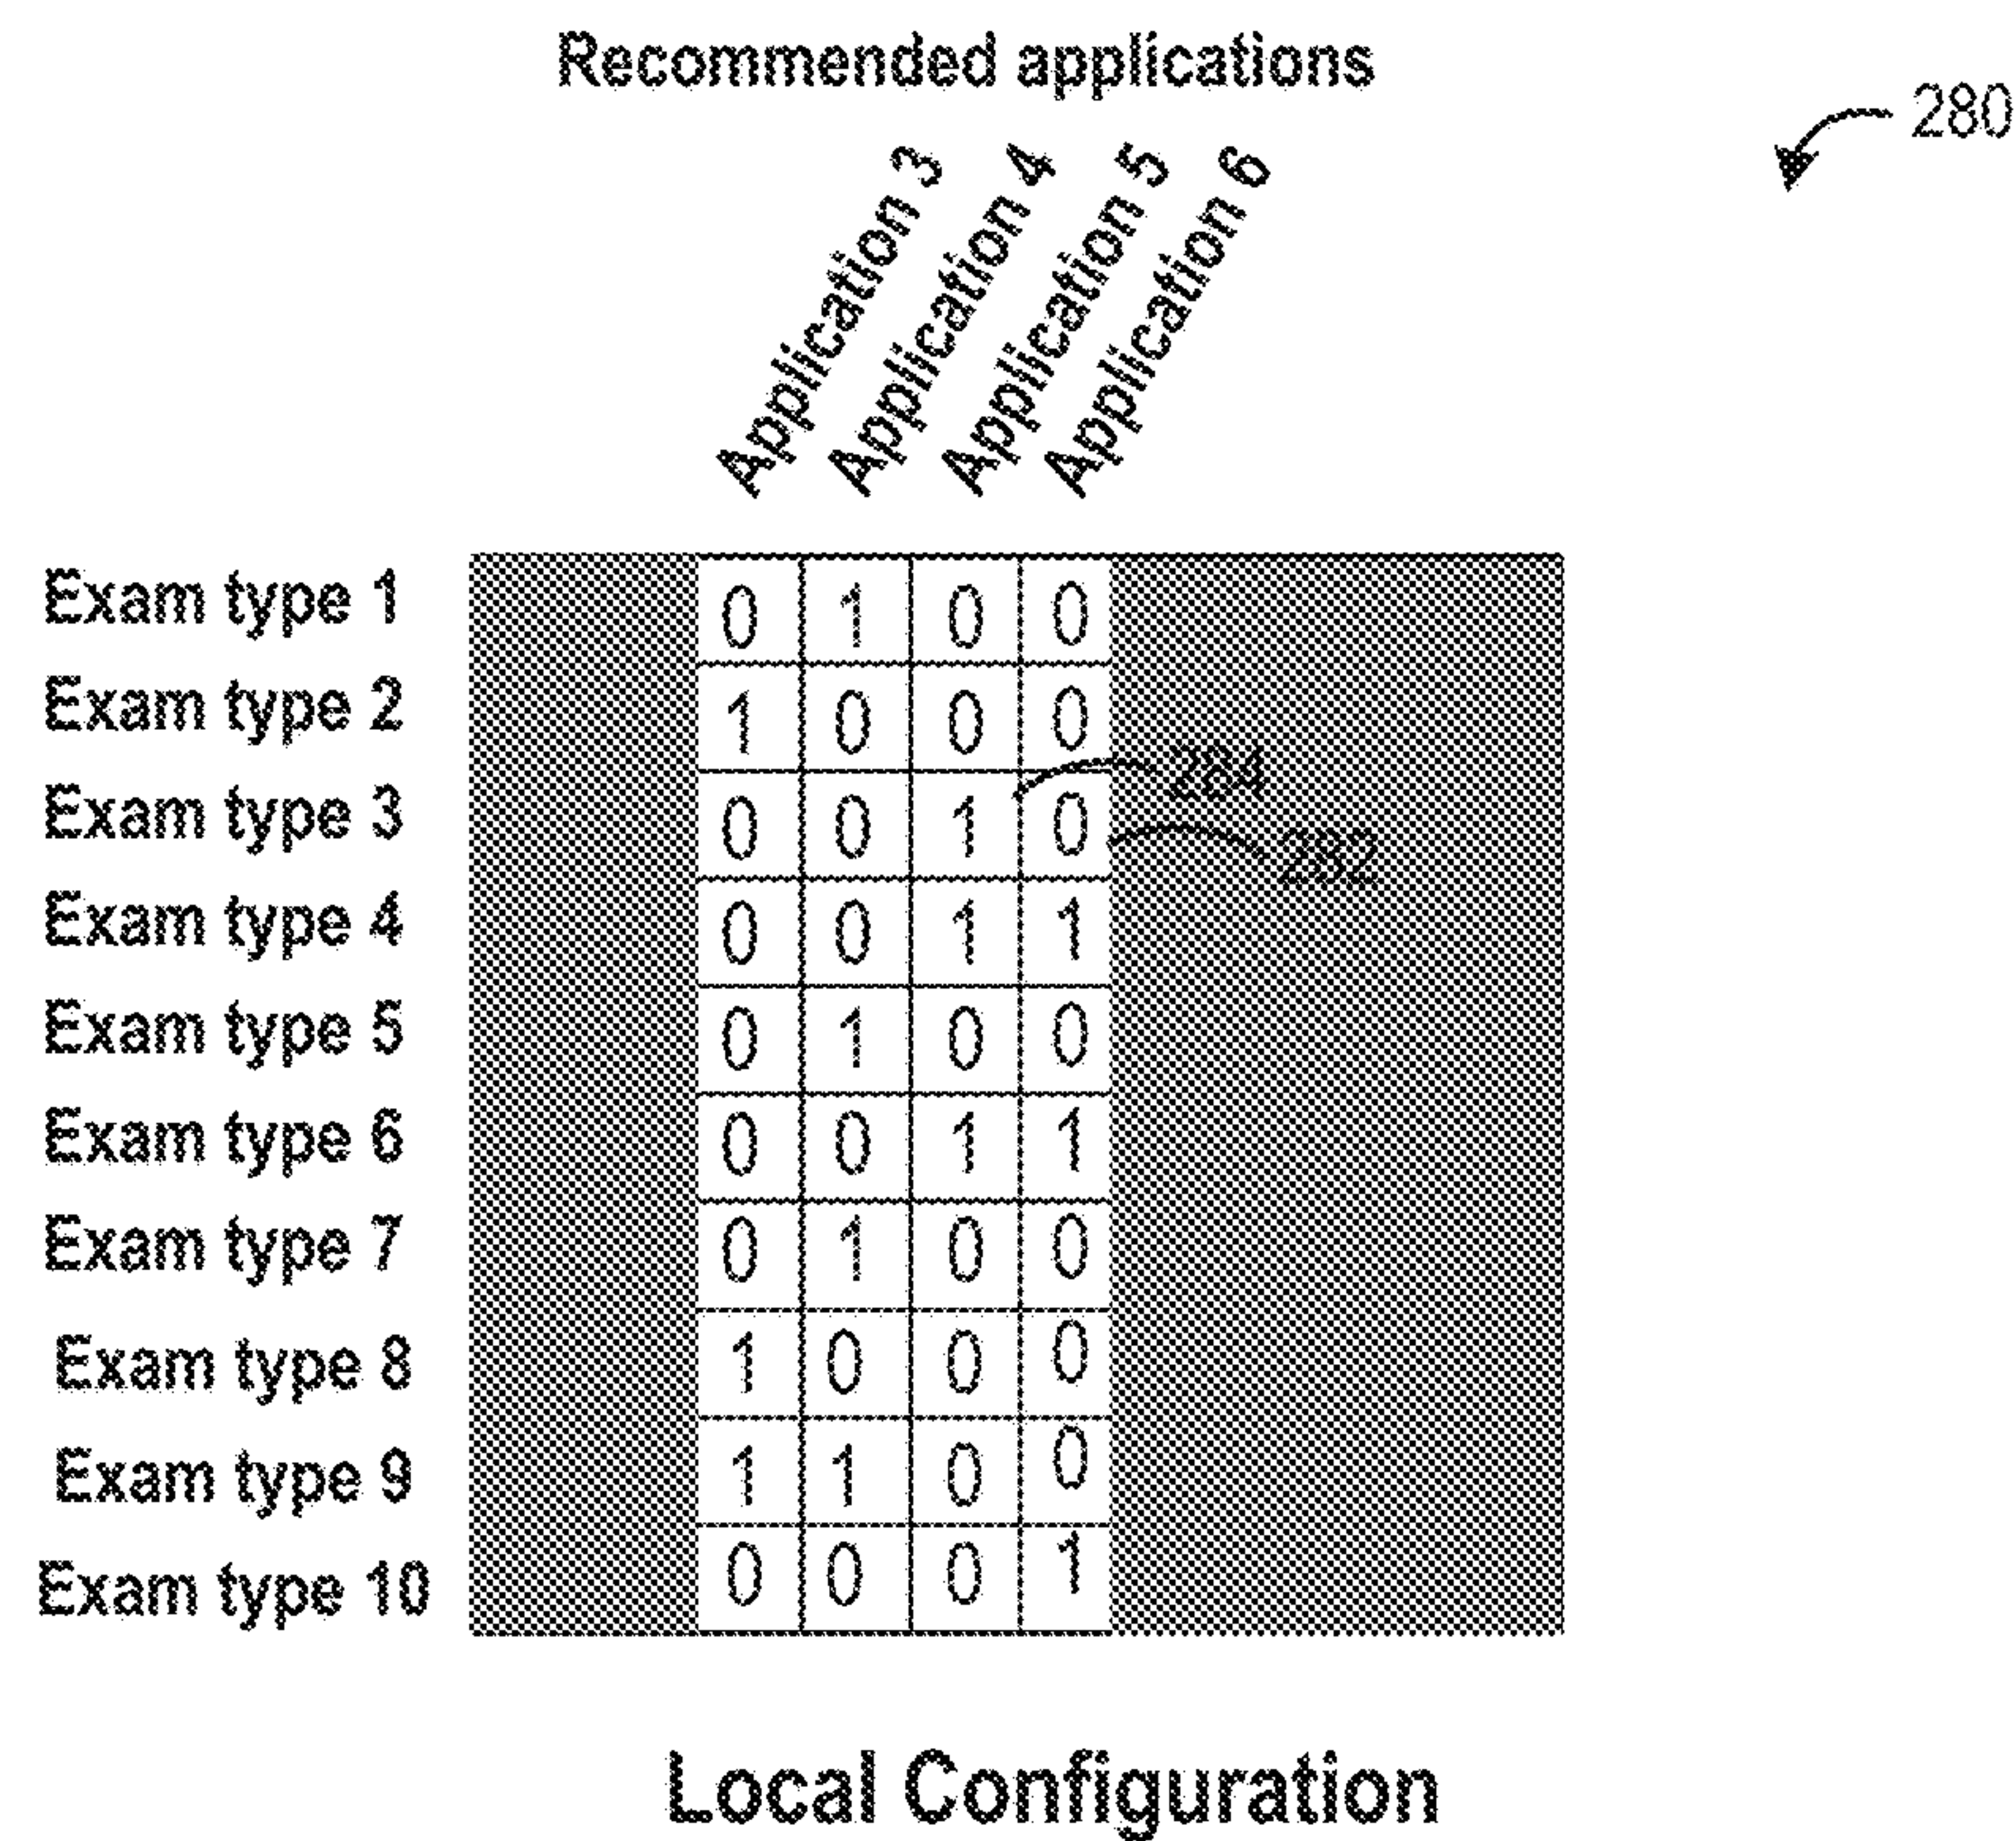 Recommended applications
280
Application 3
Application 4
Application 5
Application 6
Exam type 1 0 1 0 0
Exam type 2 1 0 0 0
284
Exam type 3 0 0 1 0
282
Exam type 4 0 0 1 1
Exam type 5 0 1 0 0
Exam type 6 0 0 1 1
Exam type 7 0 1 0 0
Exam type 8 1 0 0 0
Exam type 9 1 1 0 0
Exam type 10 0 0 0 1
Local Configuration